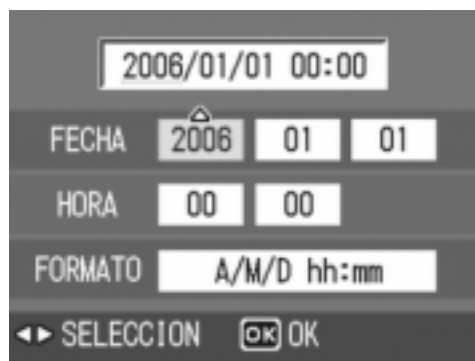 2006/01/01 00:00
FECHA 2006 01 01
HORA 00 00
FORMATO A/M/D hh:mm
SELECCION OK OK